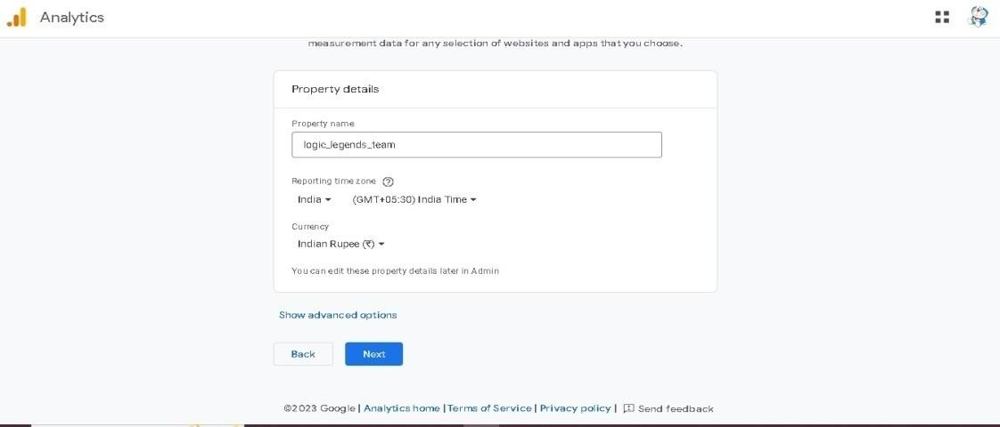 Analytics
measurement data for any selection of websites and apps that you choose.
Property details
Property name
logic_legends_team
Reporting time zone
India (GMT+05:30) India Time
Currency
Indian Rupee (₹)
You can edit these property details later in Admin
Show advanced options
Back Next
©2023 Google | Analytics home | Terms of Service | Privacy policy | Send feedback